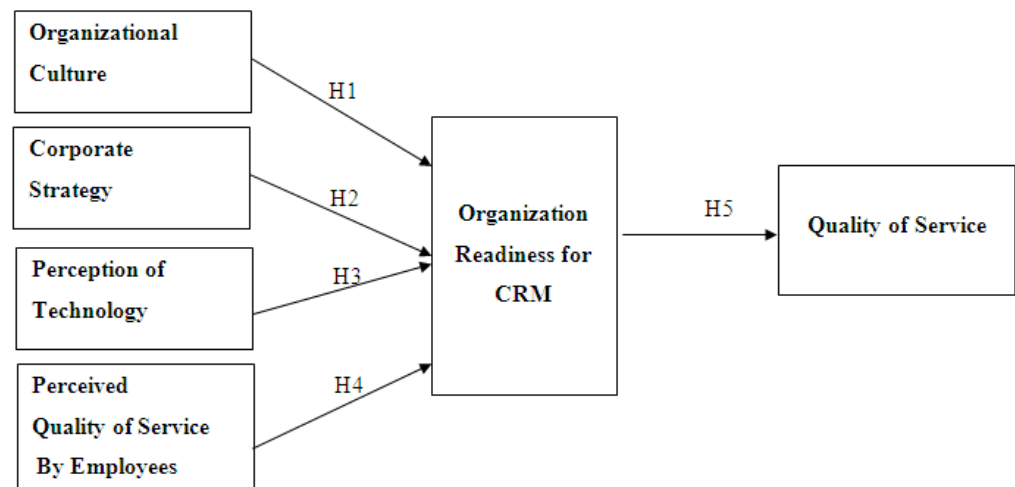 Organizational
Culture
H1
Corporate
Strategy
H2
Perception of
Technology
H3
Perceived
Quality of Service
By Employees
H4
Organization
Readiness for
CRM
H5
Quality of Service